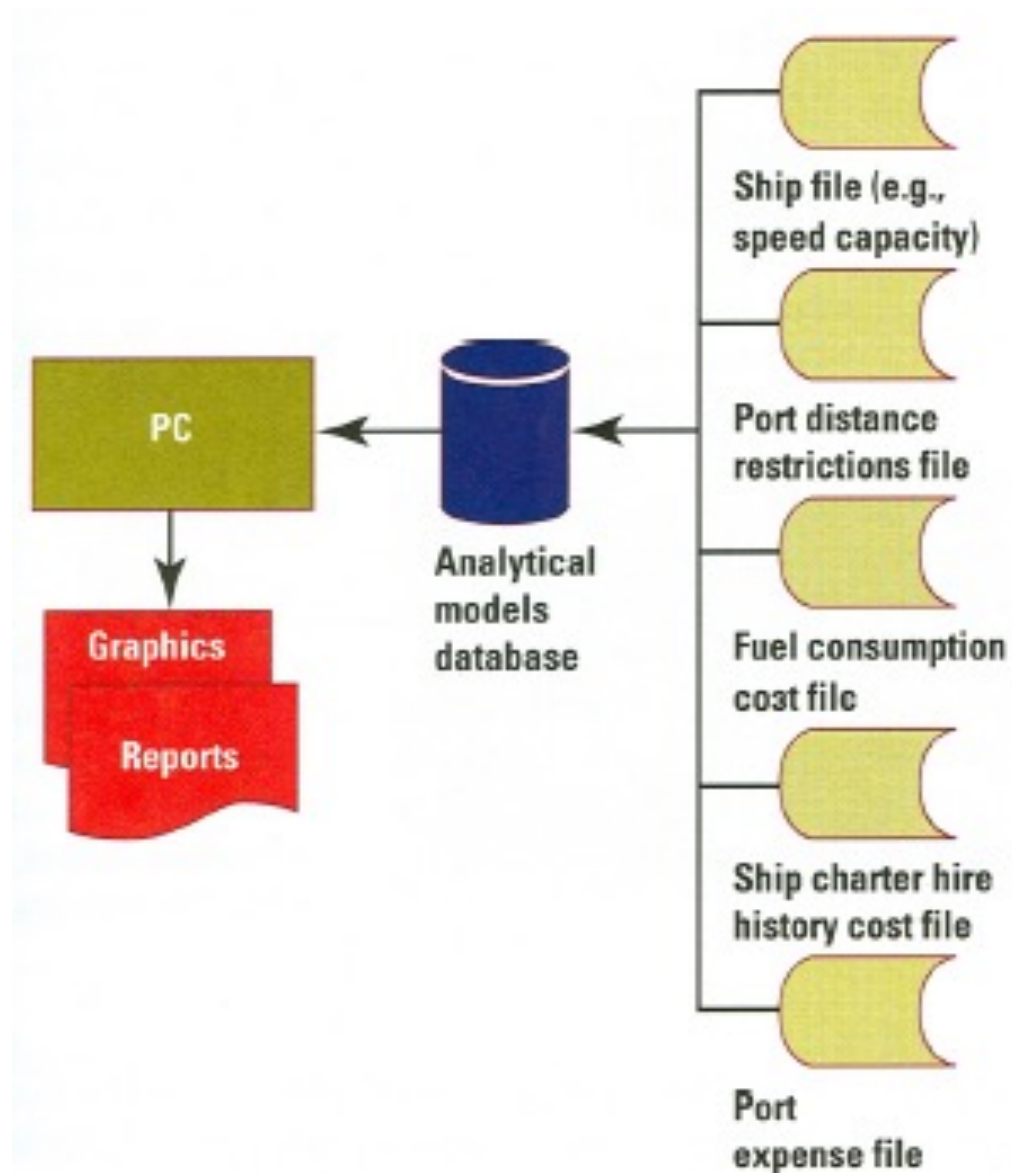 Ship file (e.g.,
speed capacity)
PC
Port distance
restrictions file
Analytical
models
database
Graphics
Reports
Fuel consumption
cost file
Ship charter hire
history cost file
Port
expense file